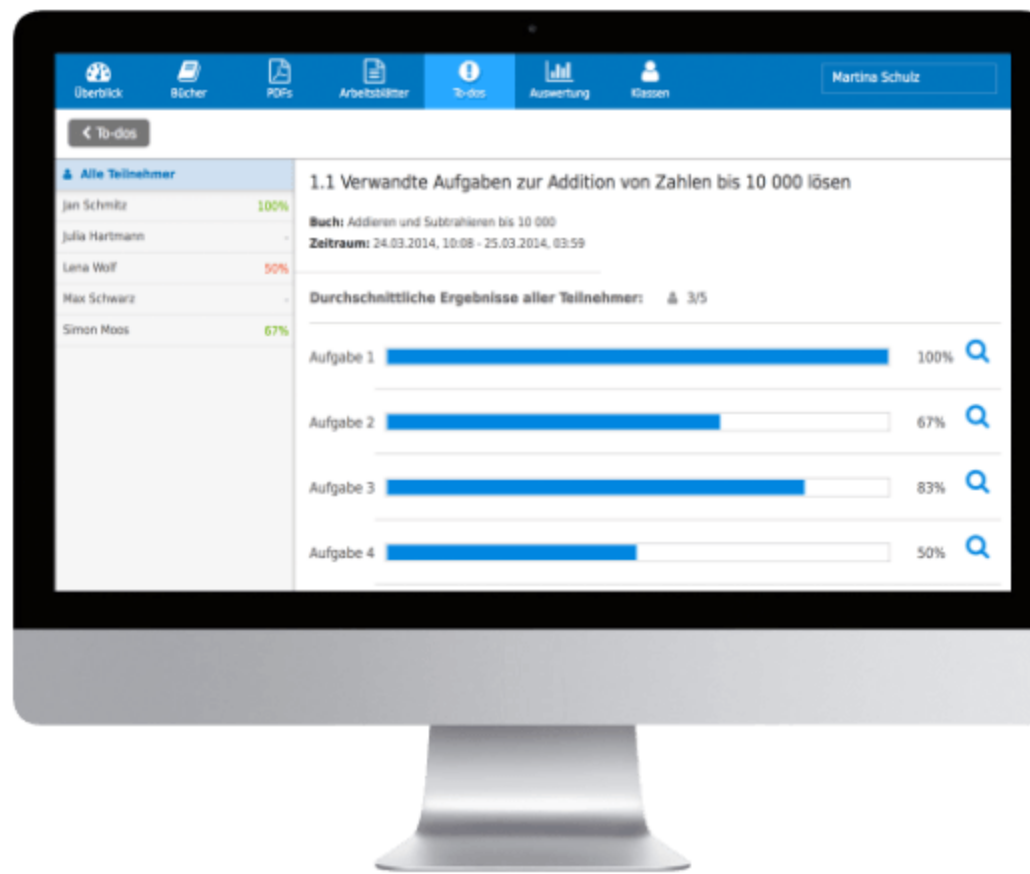 Überblick Bücher PDFs Arbeitsblätter To-dos Auswertung Klassen Martina Schulz
To-dos
Alle Teilnehmer
Jan Schmitz 100%
Julia Hartmann -
Lena Wolf 50%
Max Schwarz -
Simon Moos 67%
1.1 Verwandte Aufgaben zur Addition von Zahlen bis 10 000 lösen
Buch: Addieren und Subtrahieren bis 10 000
Zeitraum: 24.03.2014, 10:08 - 25.03.2014, 03:59
Durchschnittliche Ergebnisse aller Teilnehmer: 3/5
Aufgabe 1 100%
Aufgabe 2 67%
Aufgabe 3 83%
Aufgabe 4 50%